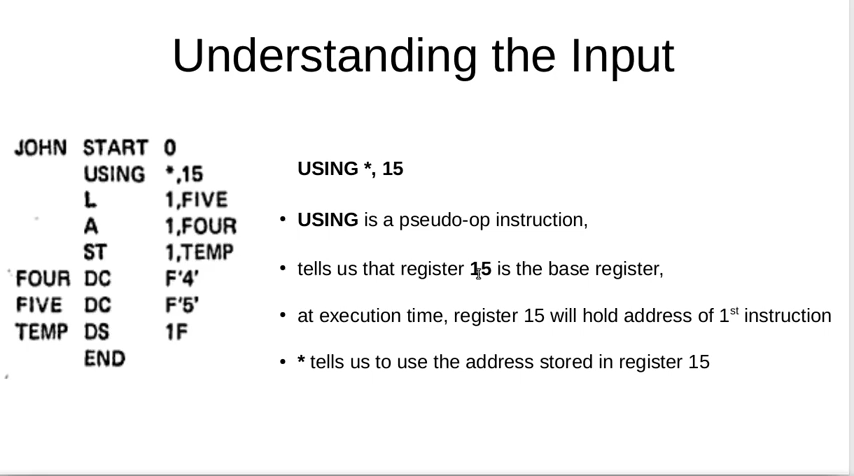 Understanding the Input
JOHN START 0
USING *,15
L 1,FIVE
A 1,FOUR
ST 1,TEMP
FOUR DC F'4'
FIVE DC F'5'
TEMP DS 1F
END
USING *, 15
• USING is a pseudo-op instruction,
• tells us that register 15 is the base register,
• at execution time, register 15 will hold address of 1st instruction
• * tells us to use the address stored in register 15